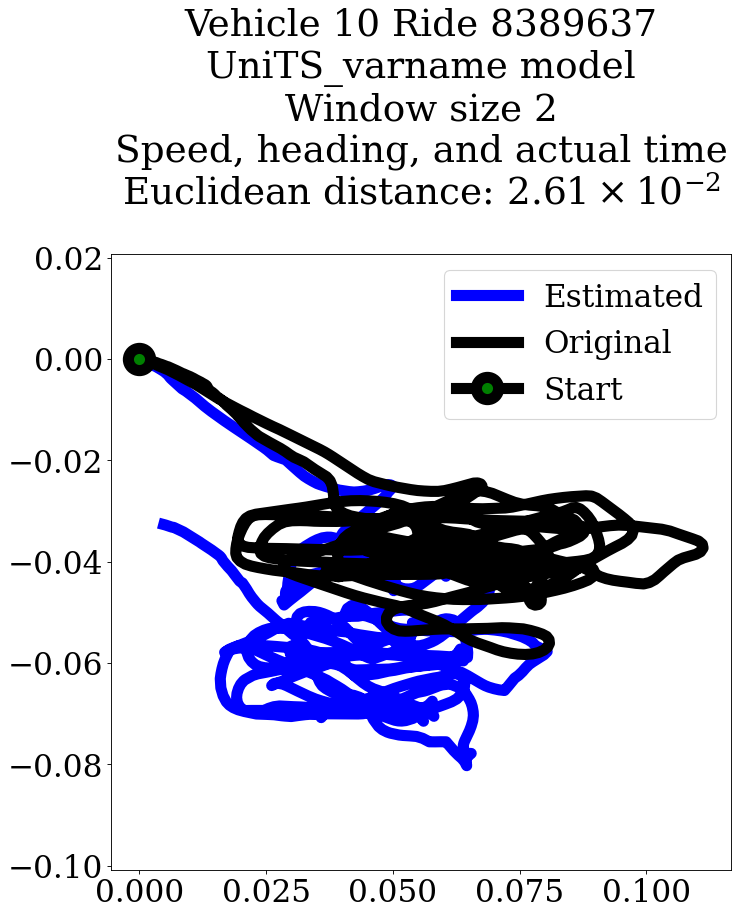 Vehicle 10 Ride 8389637
UniTS_varname model
Window size 2
Speed, heading, and actual time
Euclidean distance: 2.61 × 10⁻²
0.02
Estimated
0.00
Original
Start
−0.02
−0.04
−0.06
−0.08
−0.10
0.000 0.025 0.050 0.075 0.100